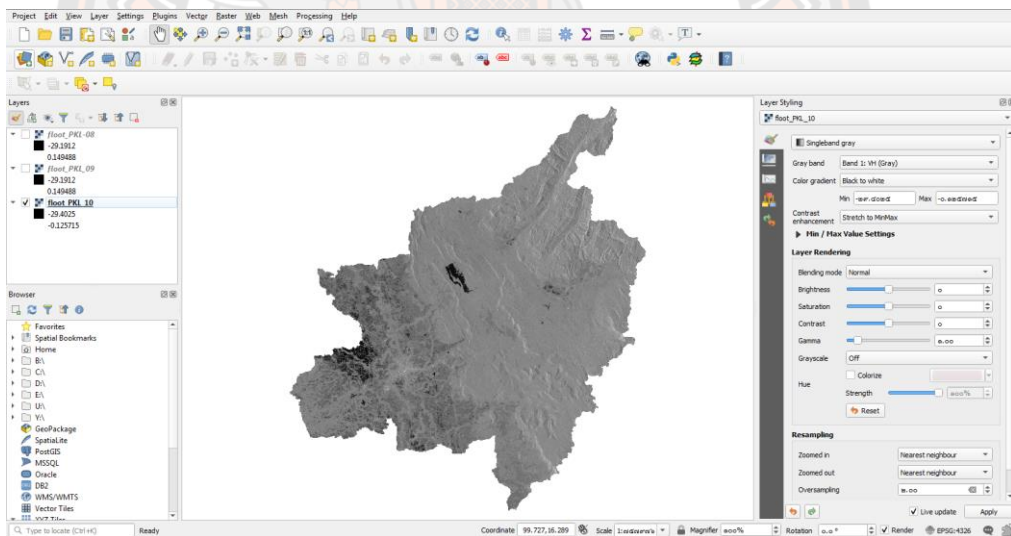 Project Edit View Layer Settings Plugins Vector Raster Web Mesh Processing Help
Layers
floot_PKL-08
-29.1912
0.149488
floot_PKL_09
-29.1912
0.149488
floot_PKL_10
-29.4025
-0.125715
Browser
Favorites
Spatial Bookmarks
Home
B:\
C:\
D:\
E:\
U:\
Y:\
GeoPackage
SpatiaLite
PostGIS
MSSQL
Oracle
DB2
WMS/WMTS
Vector Tiles
XYZ Tiles
Layer Styling
floot_PKL_10
Singleband gray
Gray band Band 1: VH (Gray)
Color gradient Black to white
Min Max
Contrast enhancement Stretch to MinMax
Min / Max Value Settings
Layer Rendering
Blending mode Normal
Brightness
Saturation
Contrast
Gamma
Grayscale Off
Hue Colorize
Strength
Reset
Resampling
Zoomed in Nearest neighbour
Zoomed out Nearest neighbour
Oversampling
Live update Apply
Type to locate (Ctrl+K) Ready Coordinate 99.727,16.289 Scale Magnifier Rotation Render EPSG:4326